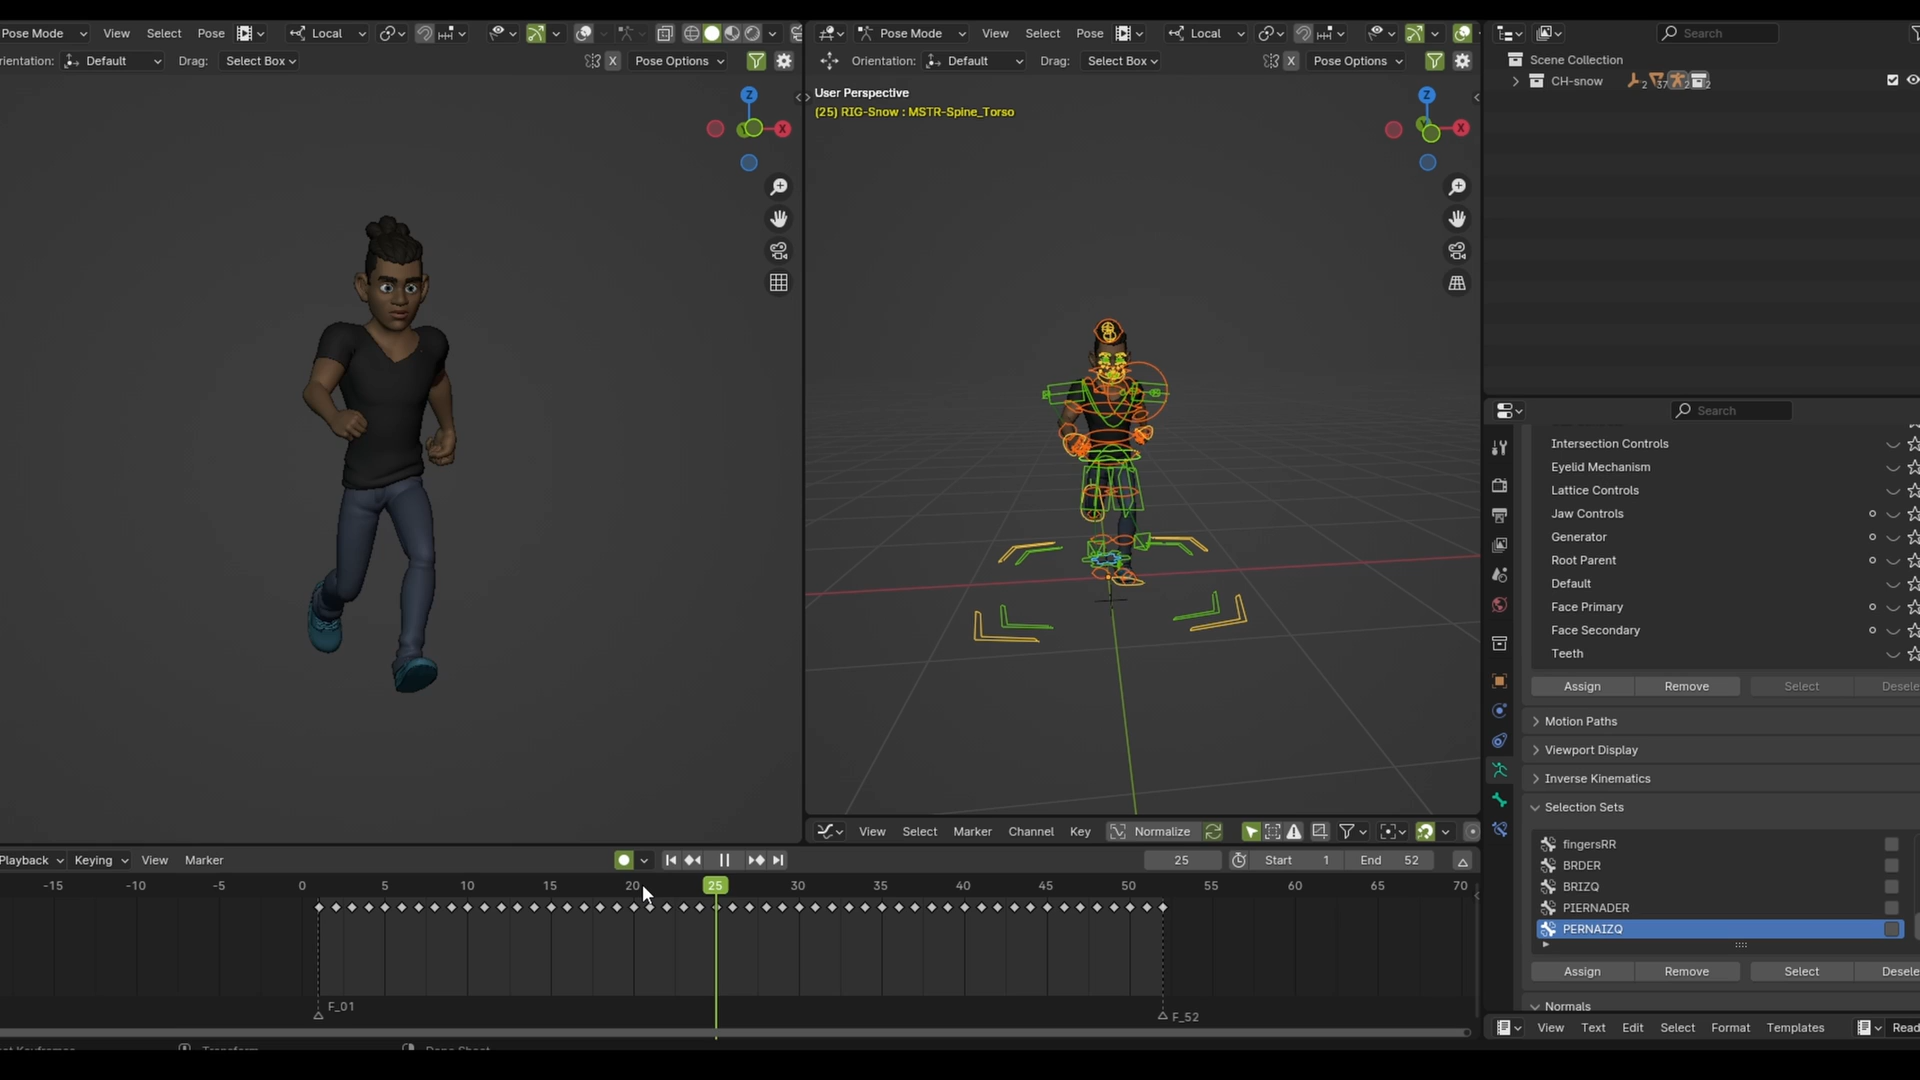 Pose Mode View Select Pose Local
Orientation: Default Drag: Select Box X Pose Options
Z
X
Pose Mode View Select Pose Local
Orientation: Default Drag: Select Box X Pose Options
User Perspective
(25) RIG-Snow : MSTR-Spine_Torso
Z
X
View Select Marker Channel Key Normalize
Playback Keying View Marker 25 Start 1 End 52
-15 -10 -5 0 5 10 15 20 25 30 35 40 45 50 55 60 65 70
F_01
F_52
Search
Scene Collection
CH-snow 2 37 2 2
Search
Intersection Controls
Eyelid Mechanism
Lattice Controls
Jaw Controls
Generator
Root Parent
Default
Face Primary
Face Secondary
Teeth
Assign Remove Select Desele
Motion Paths
Viewport Display
Inverse Kinematics
Selection Sets
fingersRR
BRDER
BRIZQ
PIERNADER
PERNAIZQ
Assign Remove Select Desele
Normals
View Text Edit Select Format Templates Read